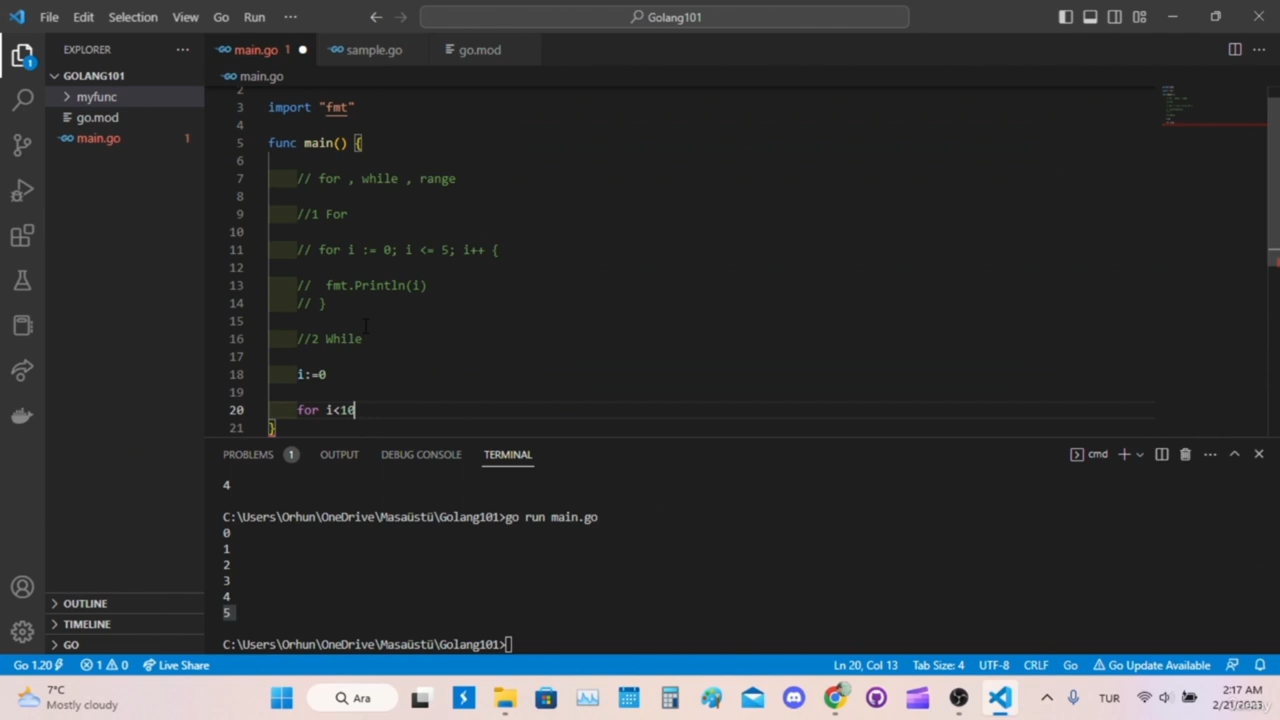 File Edit Selection View Go Run ··· Golang101
EXPLORER ···
main.go 1 sample.go go.mod
GOLANG101
main.go
myfunc
go.mod
main.go 1
1
2
3 import "fmt"
4
5 func main() {
6
7 // for , while , range
8
9 //1 For
10
11 // for i := 0; i <= 5; i++ {
12
13 // fmt.Println(i)
14 // }
15
16 //2 While
17
18 i:=0
19
20 for i<10
21 }
PROBLEMS 1 OUTPUT DEBUG CONSOLE TERMINAL cmd
4
C:\Users\Orhun\OneDrive\Masaüstü\Golang101>go run main.go
0
1
2
3
4
5
C:\Users\Orhun\OneDrive\Masaüstü\Golang101>
OUTLINE
TIMELINE
GO
Go 1.20 1 0 Live Share Ln 20, Col 13 Tab Size: 4 UTF-8 CRLF Go Go Update Available
7°C
Mostly cloudy
Ara
TUR
2:17 AM
2/21/2023